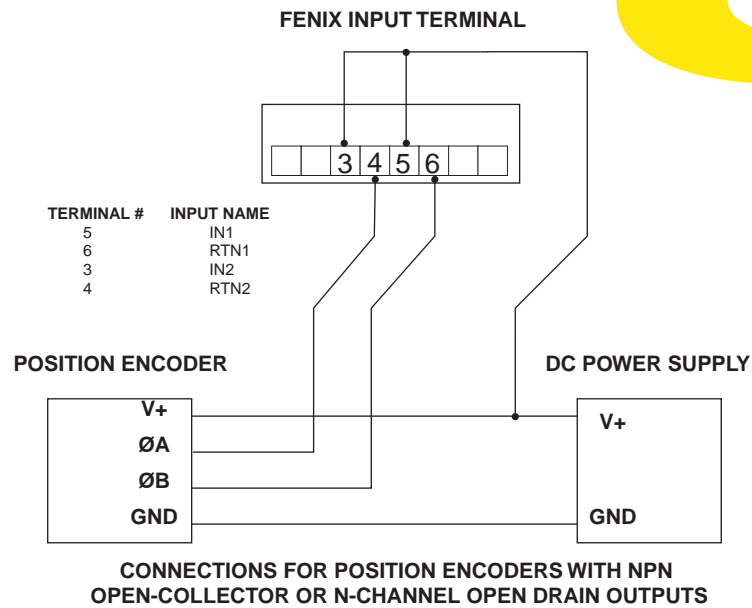 FENIX INPUT TERMINAL
3 4 5 6
TERMINAL # INPUT NAME
5 IN1
6 RTN1
3 IN2
4 RTN2
POSITION ENCODER
DC POWER SUPPLY
V+
ØA
ØB
GND
V+
GND
CONNECTIONS FOR POSITION ENCODERS WITH NPN
OPEN-COLLECTOR OR N-CHANNEL OPEN DRAIN OUTPUTS